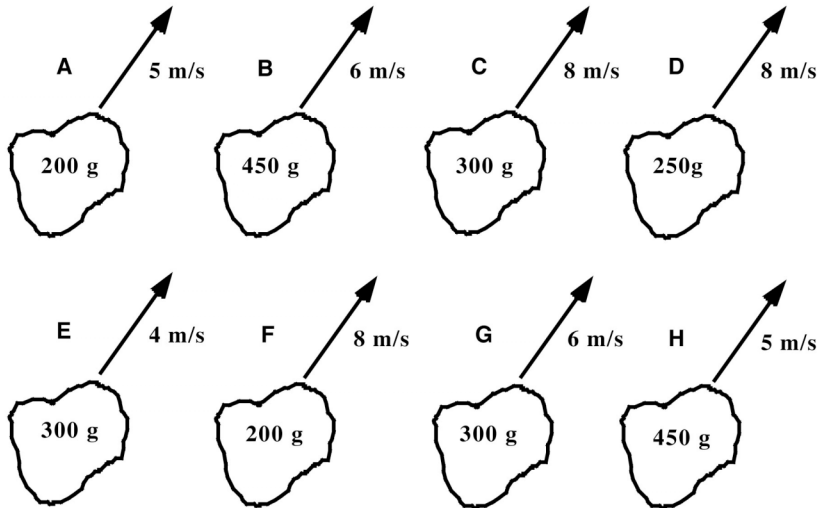 A 5 m/s
200 g
B 6 m/s
450 g
C 8 m/s
300 g
D 8 m/s
250g
E 4 m/s
300 g
F 8 m/s
200 g
G 6 m/s
300 g
H 5 m/s
450 g